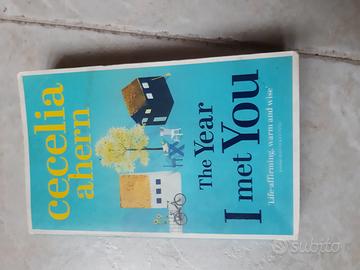 cecelia
ahern
The Year
I met You
'Life-affirming, warm and wise'
subito